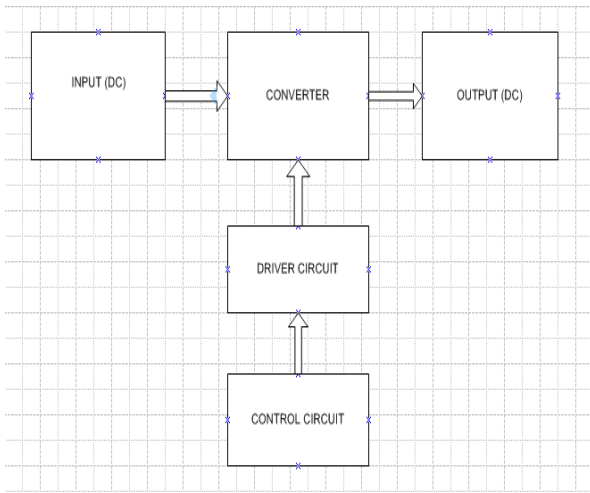 INPUT (DC)
CONVERTER
OUTPUT (DC)
DRIVER CIRCUIT
CONTROL CIRCUIT